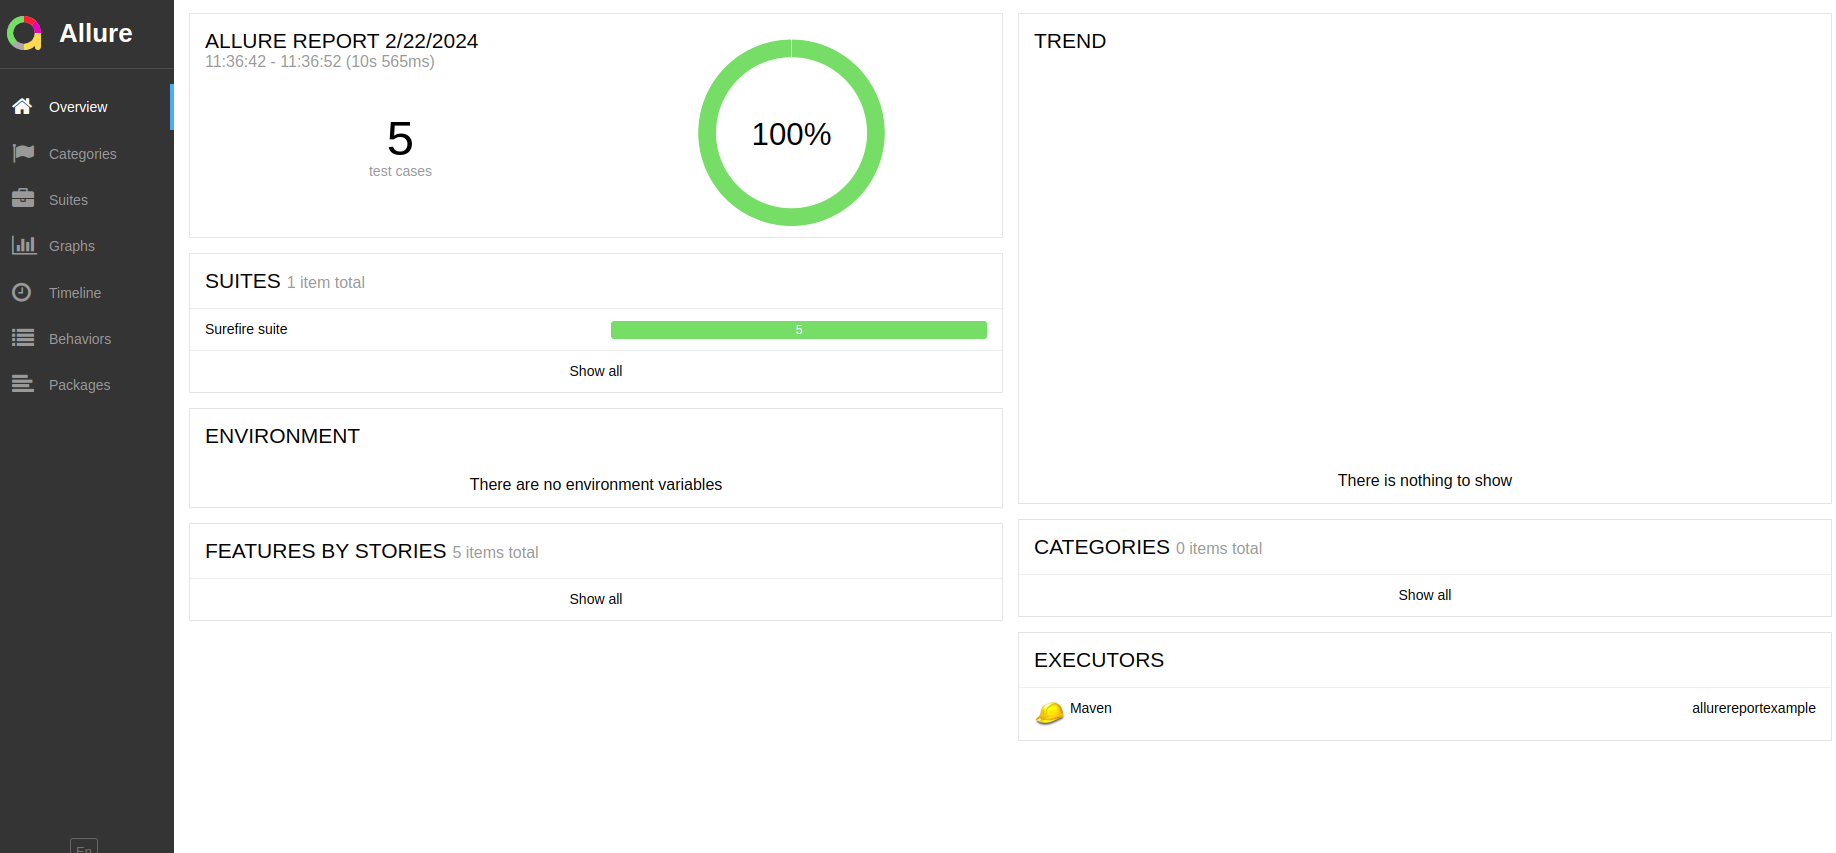 Allure
Overview
Categories
Suites
Graphs
Timeline
Behaviors
Packages
En
ALLURE REPORT 2/22/2024
11:36:42 - 11:36:52 (10s 565ms)
5
test cases
100%
SUITES 1 item total
Surefire suite 5
Show all
ENVIRONMENT
There are no environment variables
FEATURES BY STORIES 5 items total
Show all
TREND
There is nothing to show
CATEGORIES 0 items total
Show all
EXECUTORS
Maven allurereportexample